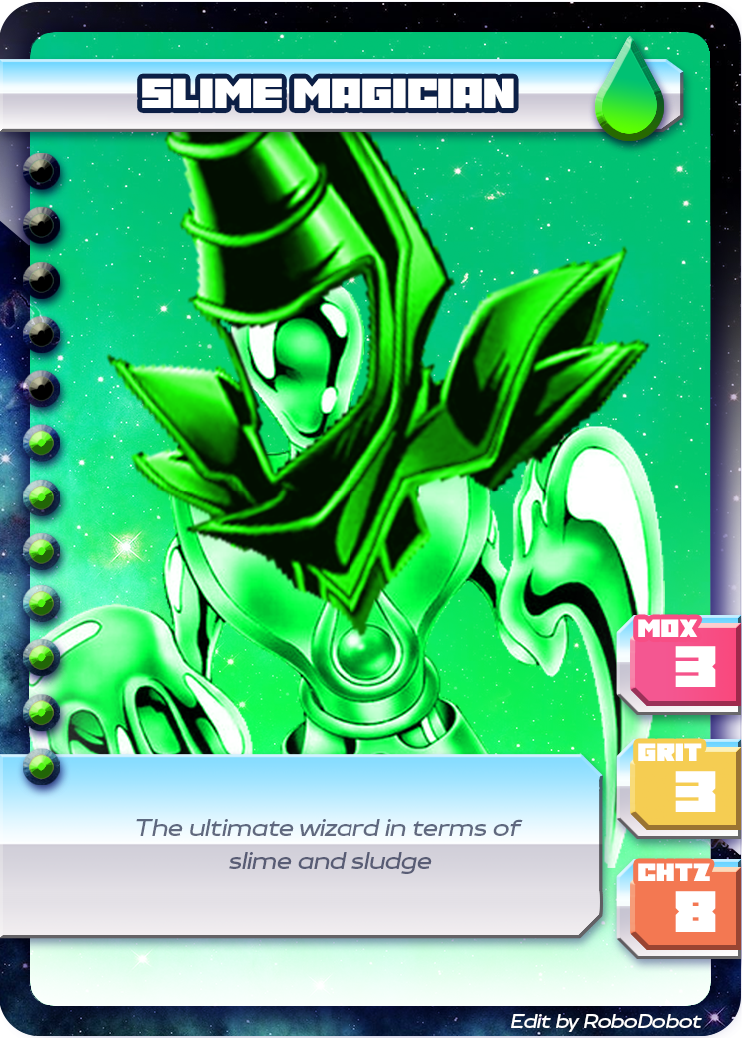 SLIME MAGICIAN
MOX
3
GRIT
3
CHTZ
8
The ultimate wizard in terms of
slime and sludge
Edit by RoboDobot